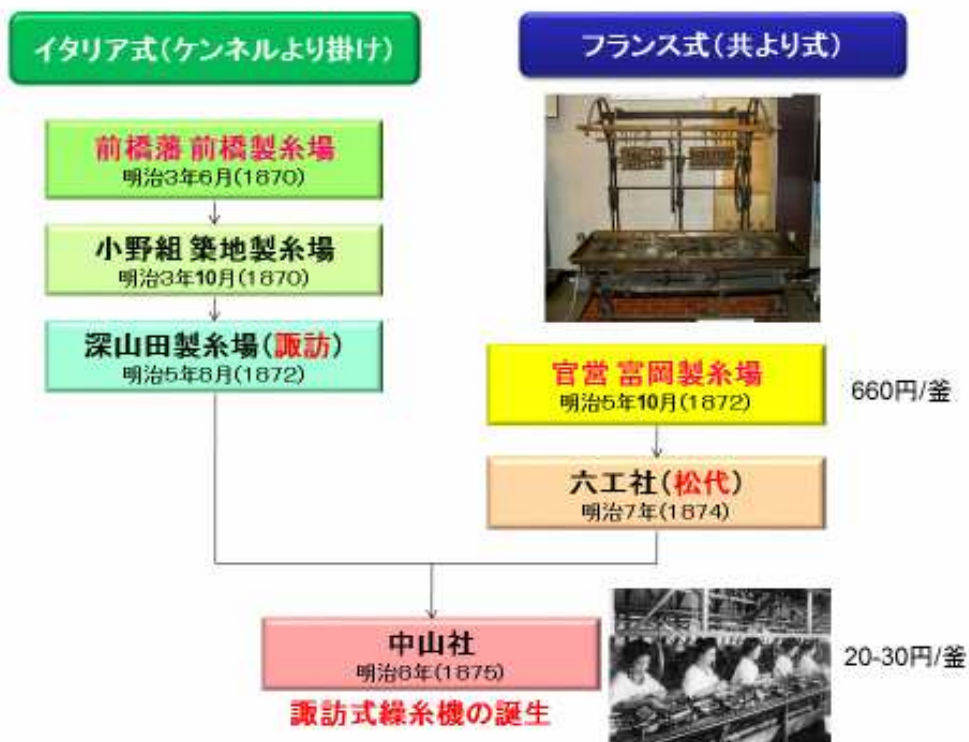 イタリア式(ケンネルより掛け)
前橋藩 前橋製糸場
明治3年6月(1870)
小野組 築地製糸場
明治3年10月(1870)
深山田製糸場(諏訪)
明治5年8月(1872)
フランス式(共より式)
官営 富岡製糸場
明治5年10月(1872)
660円/釜
六工社(松代)
明治7年(1874)
中山社
明治8年(1875)
20-30円/釜
諏訪式繰糸機の誕生